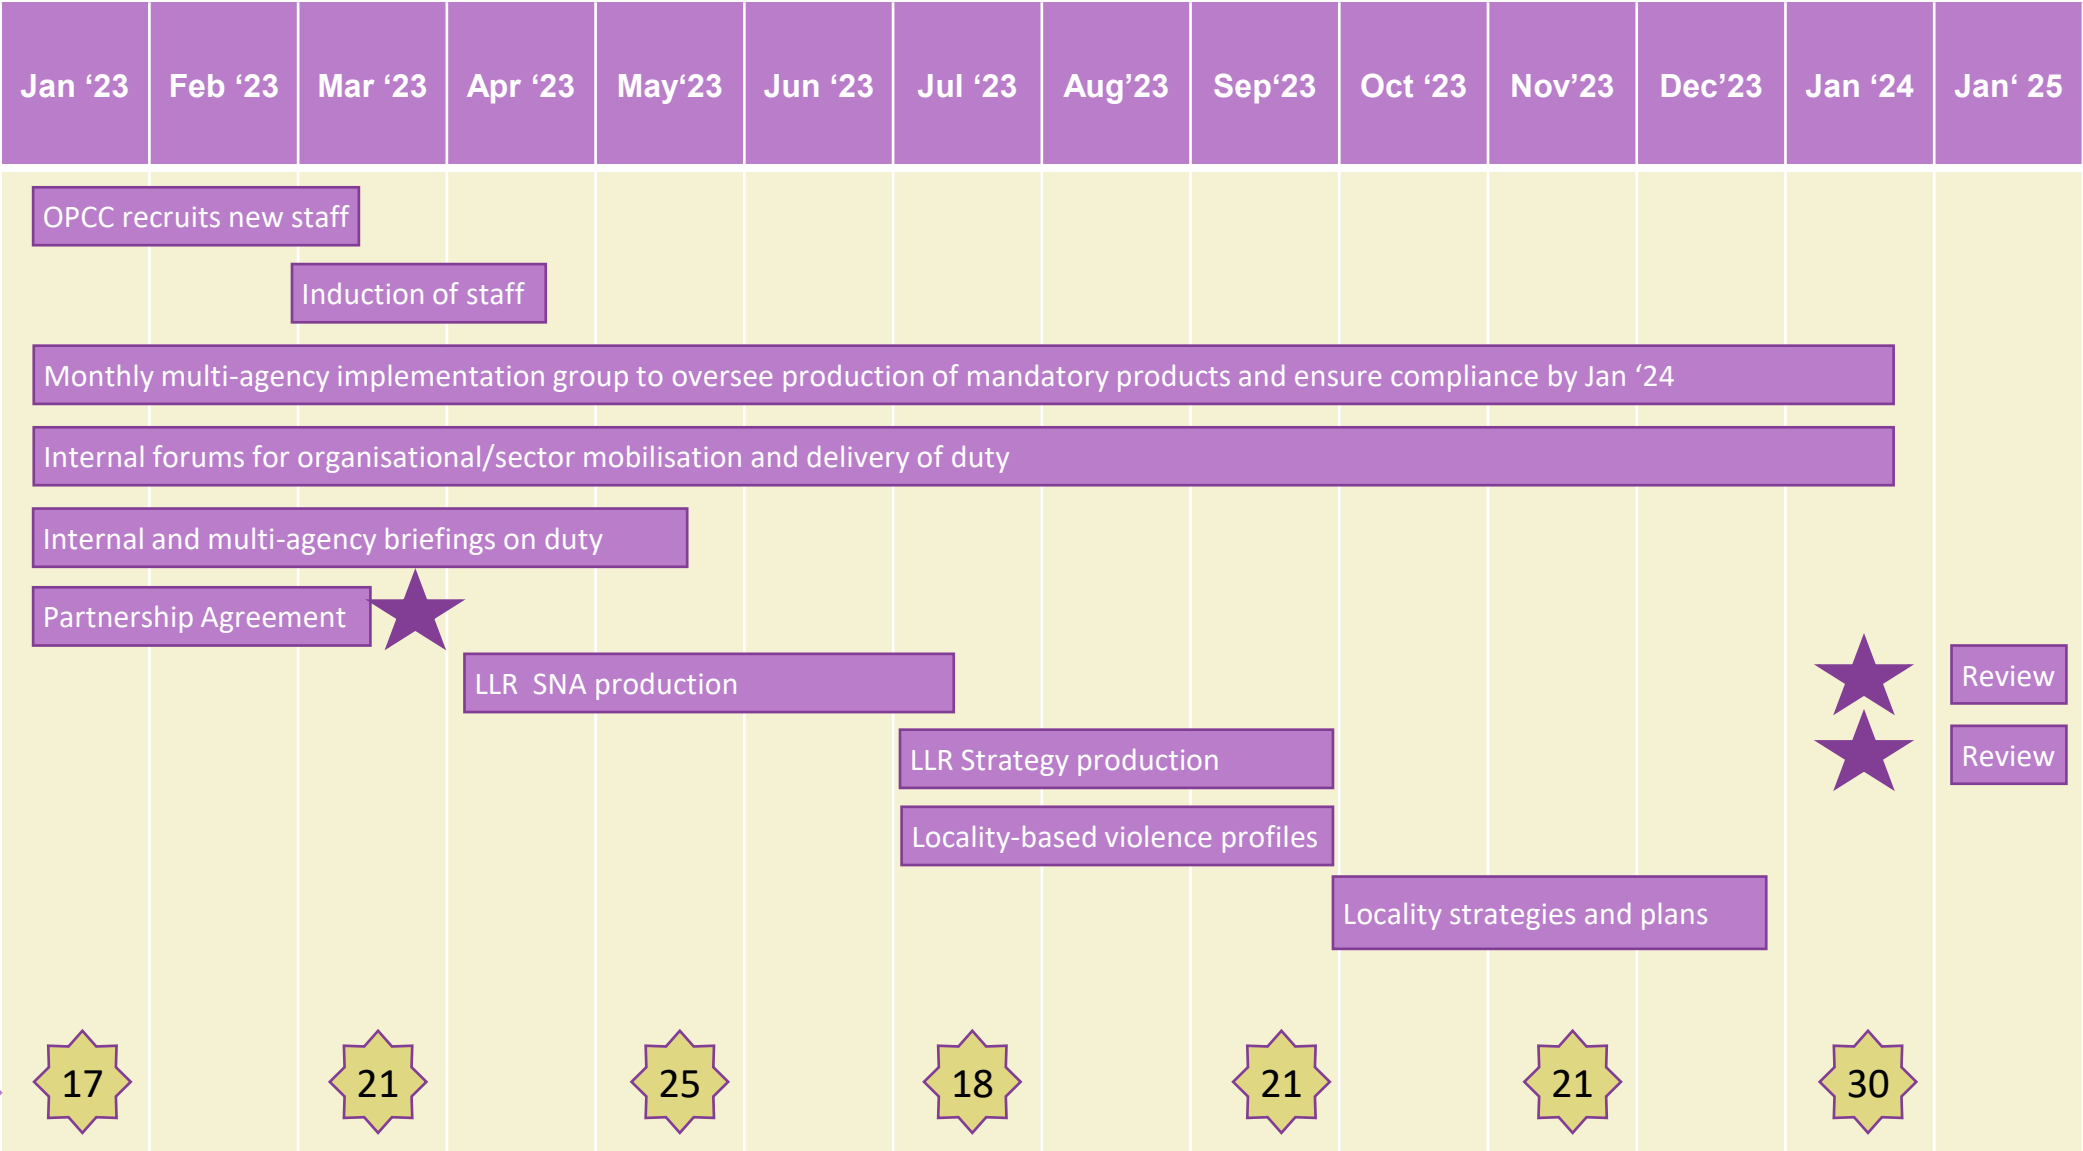 Jan ‘23
Feb ‘23
Mar ‘23
Apr ‘23
May‘23
Jun ‘23
Jul ‘23
Aug’23
Sep‘23
Oct ‘23
Nov’23
Dec’23
Jan ‘24
Jan‘ 25
OPCC recruits new staff
Induction of staff
Monthly multi-agency implementation group to oversee production of mandatory products and ensure compliance by Jan ‘24
Internal forums for organisational/sector mobilisation and delivery of duty
Internal and multi-agency briefings on duty
Partnership Agreement
LLR  SNA production
Review
LLR Strategy production
Review
Locality-based violence profiles
Locality strategies and plans
17
21
25
18
21
21
30